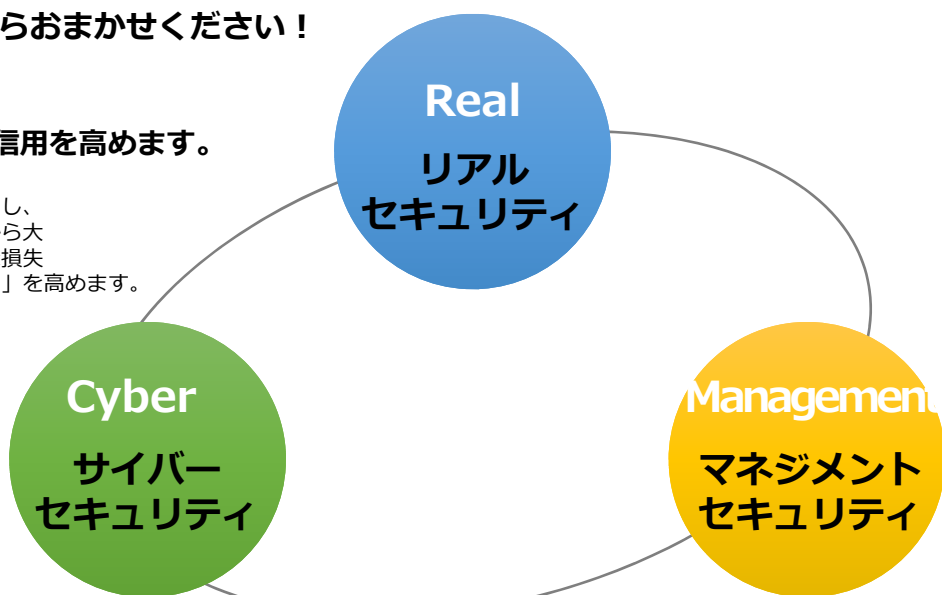 らおまかせください！
信用を高めます。
し、
ら大
損失
」を高めます。
Real
リアル
セキュリティ
Cyber
サイバー
セキュリティ
Management
マネジメント
セキュリティ